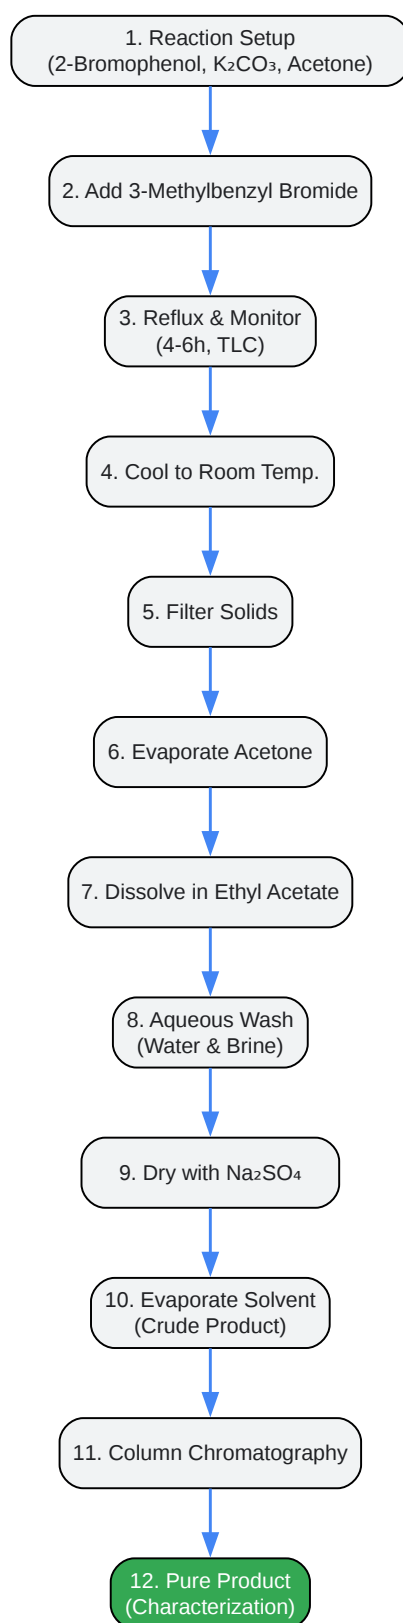 1. Reaction Setup
(2-Bromophenol, K₂CO₃, Acetone)
2. Add 3-Methylbenzyl Bromide
3. Reflux & Monitor
(4-6h, TLC)
4. Cool to Room Temp.
5. Filter Solids
6. Evaporate Acetone
7. Dissolve in Ethyl Acetate
8. Aqueous Wash
(Water & Brine)
9. Dry with Na₂SO₄
10. Evaporate Solvent
(Crude Product)
11. Column Chromatography
12. Pure Product
(Characterization)